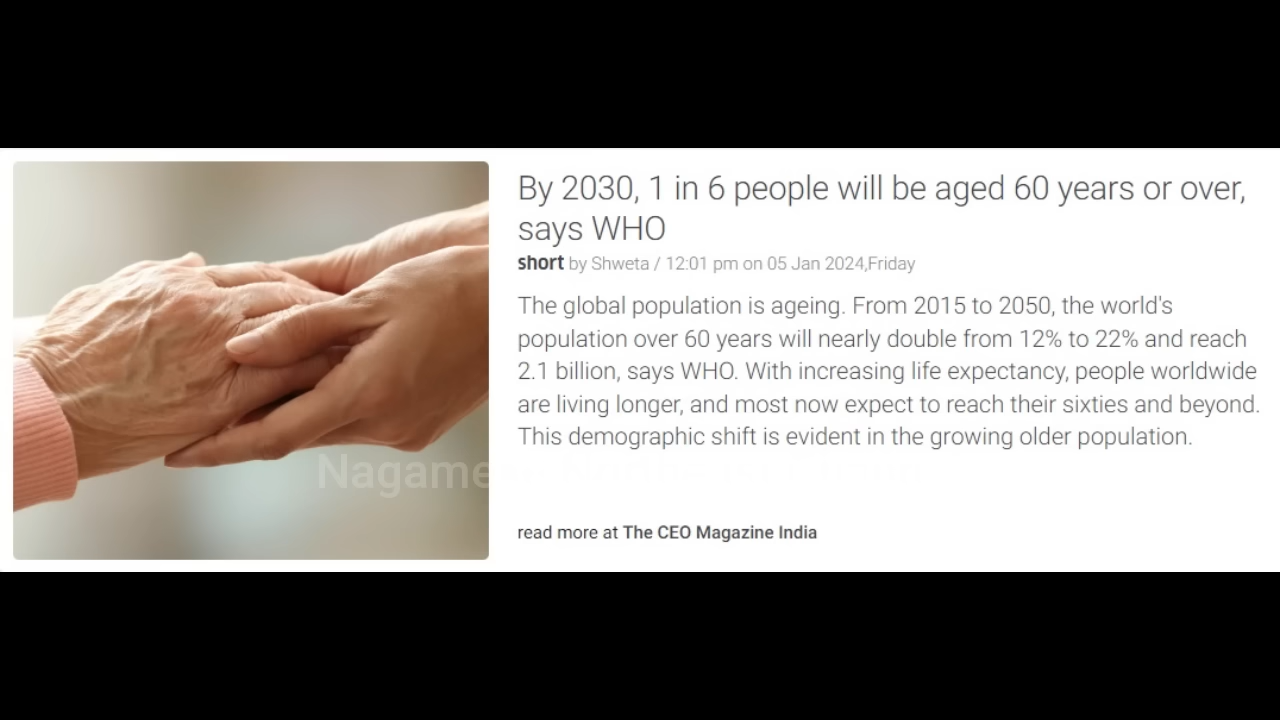 By 2030, 1 in 6 people will be aged 60 years or over,
says WHO
short by Shweta / 12:01 pm on 05 Jan 2024,Friday
The global population is ageing. From 2015 to 2050, the world's
population over 60 years will nearly double from 12% to 22% and reach
2.1 billion, says WHO. With increasing life expectancy, people worldwide
are living longer, and most now expect to reach their sixties and beyond.
This demographic shift is evident in the growing older population.
read more at The CEO Magazine India